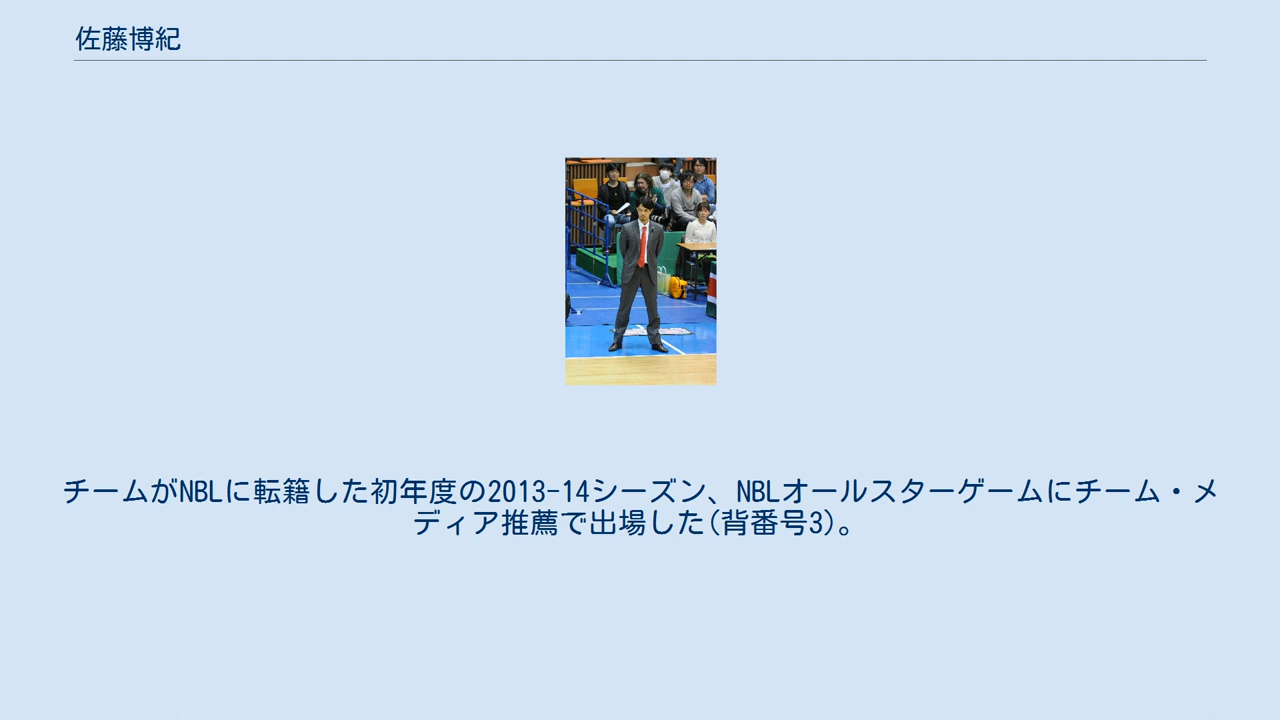 佐藤博紀
チームがNBLに転籍した初年度の2013-14シーズン、NBLオールスターゲームにチーム・メ
ディア推薦で出場した(背番号3)。